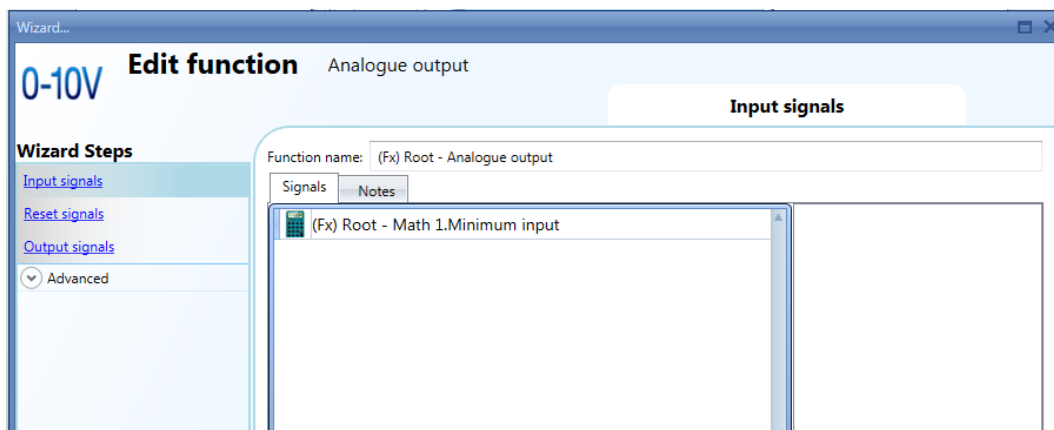 Wizard...
0-10V
Edit function Analogue output
Input signals
Wizard Steps
Input signals
Reset signals
Output signals
Advanced
Function name: (Fx) Root - Analogue output
Signals Notes
(Fx) Root - Math 1.Minimum input